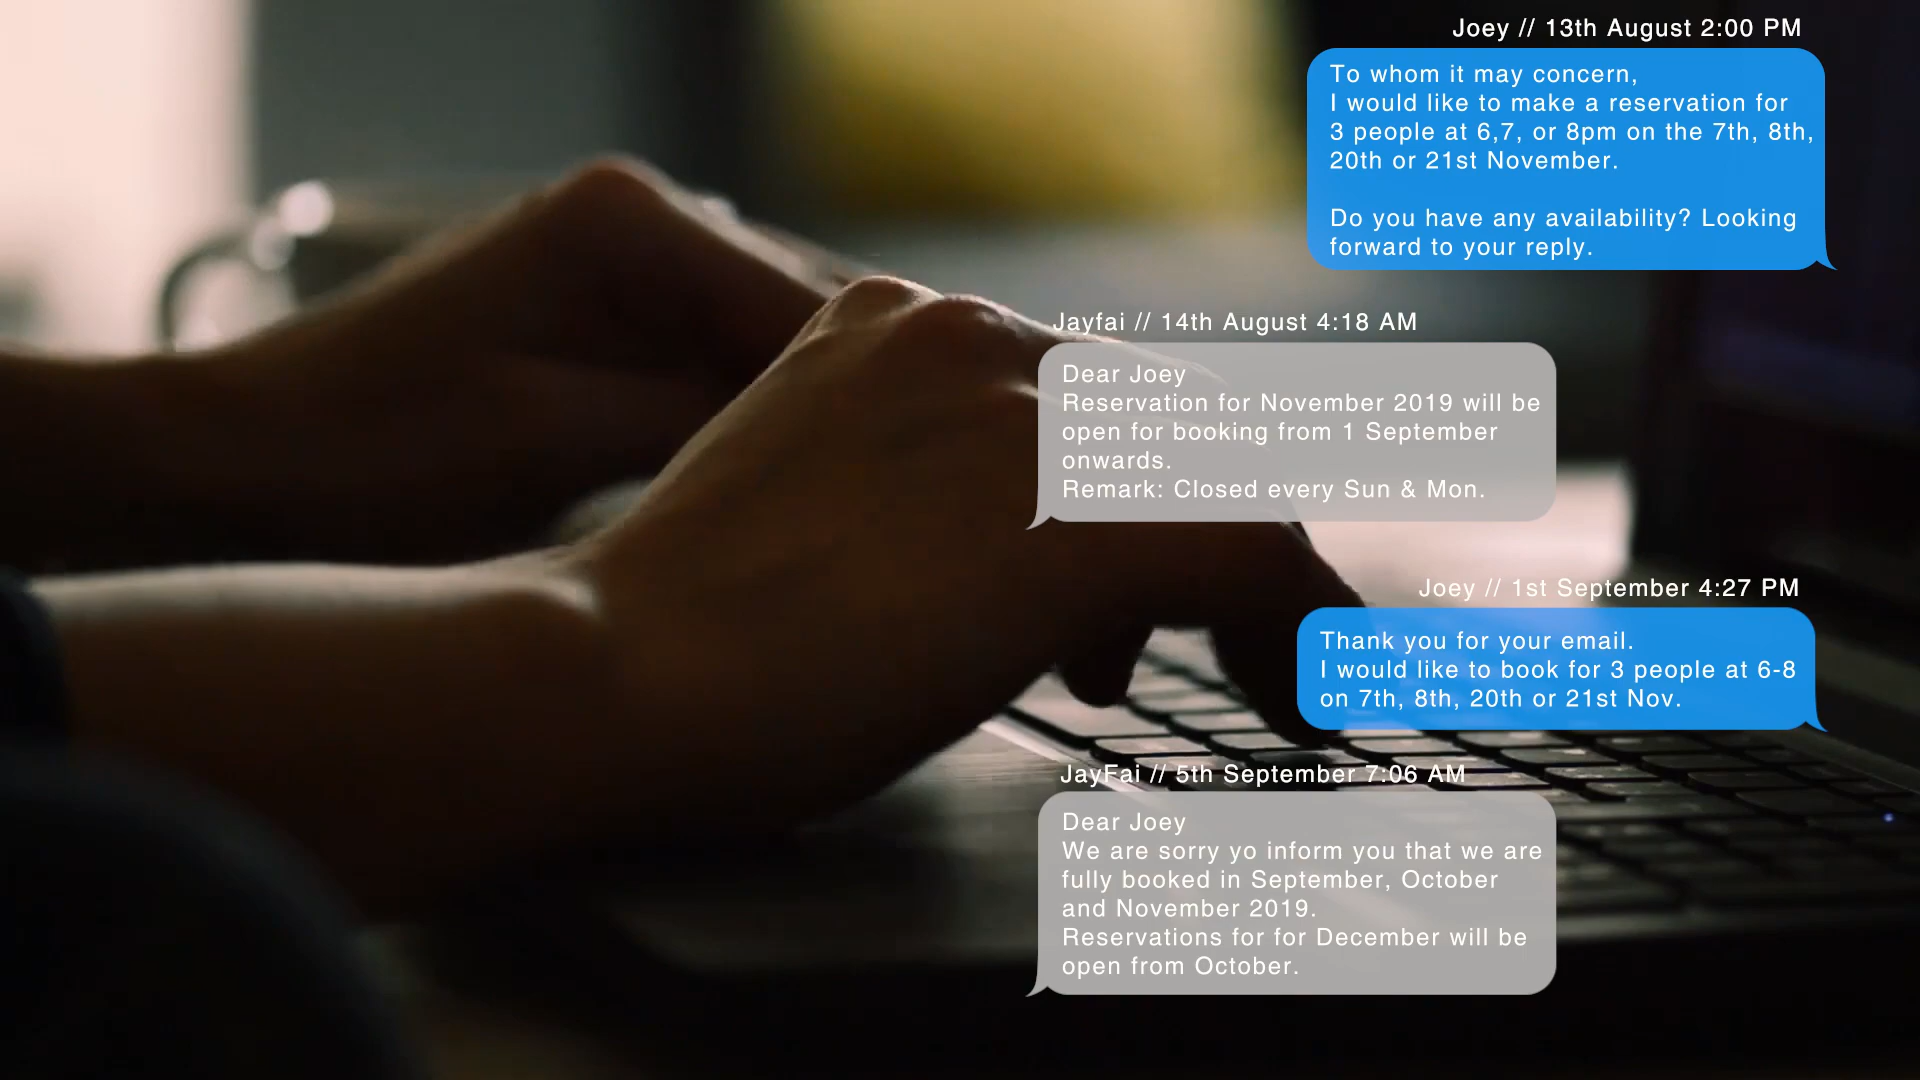 Joey // 13th August 2:00 PM
To whom it may concern,
I would like to make a reservation for
3 people at 6,7, or 8pm on the 7th, 8th,
20th or 21st November.
Do you have any availability? Looking
forward to your reply.
Jayfai // 14th August 4:18 AM
Dear Joey
Reservation for November 2019 will be
open for booking from 1 September
onwards.
Remark: Closed every Sun & Mon.
Joey // 1st September 4:27 PM
Thank you for your email.
I would like to book for 3 people at 6-8
on 7th, 8th, 20th or 21st Nov.
JayFai // 5th September 7:06 AM
Dear Joey
We are sorry yo inform you that we are
fully booked in September, October
and November 2019.
Reservations for for December will be
open from October.